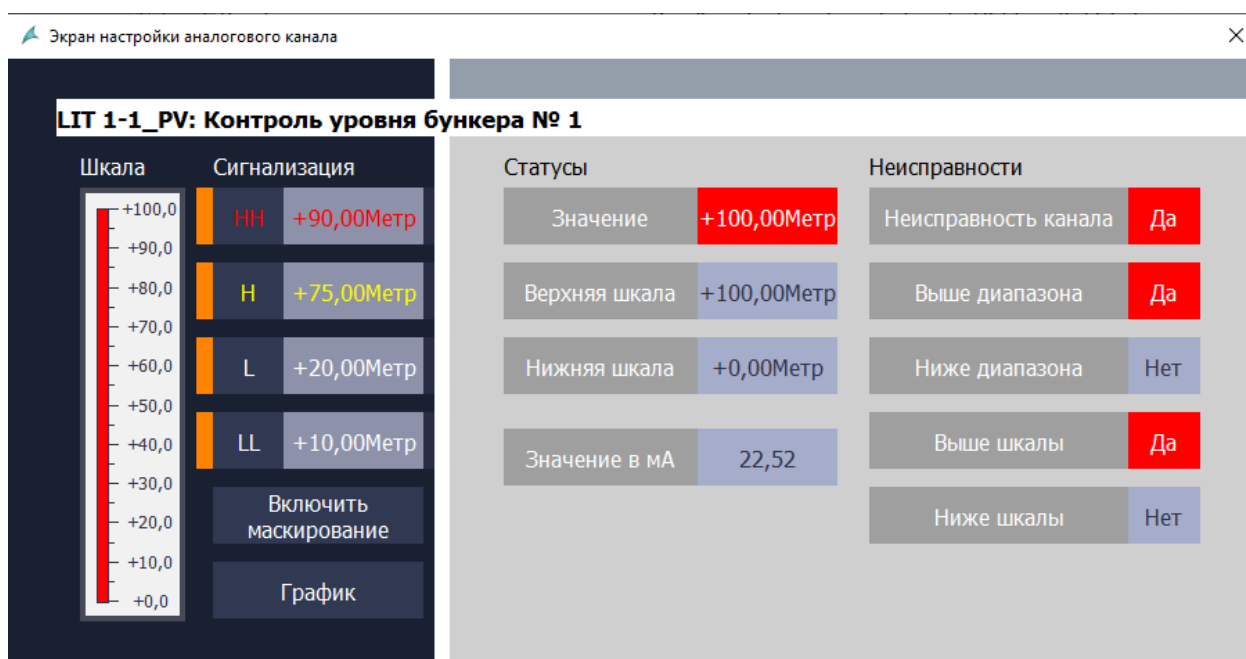 Экран настройки аналогового канала
LIT 1-1_PV: Контроль уровня бункера № 1
Шкала
+100,0
+90,0
+80,0
+70,0
+60,0
+50,0
+40,0
+30,0
+20,0
+10,0
+0,0
Сигнализация
HH +90,00Метр
H +75,00Метр
L +20,00Метр
LL +10,00Метр
Включить
маскирование
График
Статусы
Значение +100,00Метр
Верхняя шкала +100,00Метр
Нижняя шкала +0,00Метр
Значение в мА 22,52
Неисправности
Неисправность канала Да
Выше диапазона Да
Ниже диапазона Нет
Выше шкалы Да
Ниже шкалы Нет